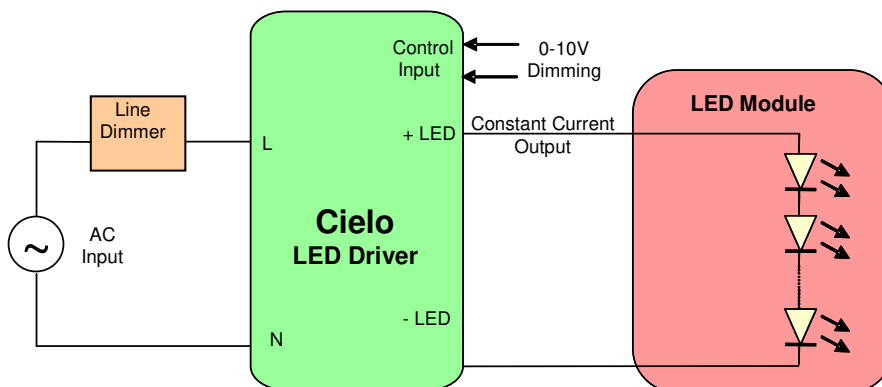 Control
Input
0-10V
Dimming
LED Module
Line
Dimmer
L
+ LED
Constant Current
Output
Cielo
LED Driver
~
AC
Input
N
- LED